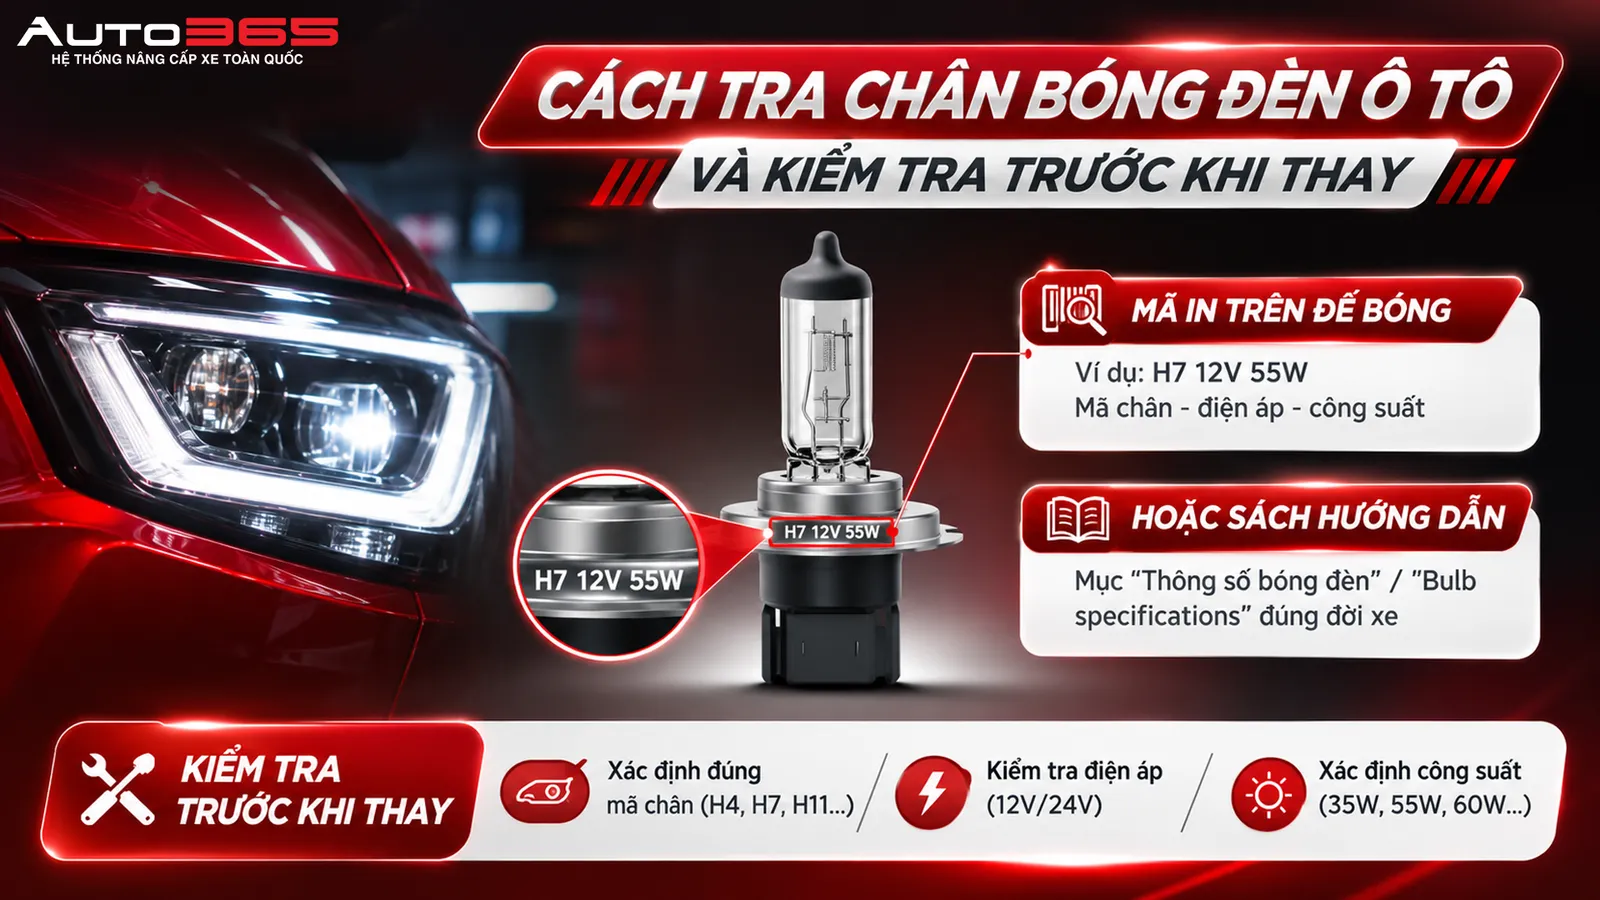 AUTO365
HỆ THỐNG NÂNG CẤP XE TOÀN QUỐC
CÁCH TRA CHÂN BÓNG ĐÈN Ô TÔ
VÀ KIỂM TRA TRƯỚC KHI THAY
MÃ IN TRÊN ĐẾ BÓNG
Ví dụ: H7 12V 55W
Mã chân - điện áp - công suất
H7 12V 55W
H7 12V 55W
HOẶC SÁCH HƯỚNG DẪN
Mục "Thông số bóng đèn" / "Bulb
specifications" đúng đời xe
KIỂM TRA
TRƯỚC KHI THAY
Xác định đúng
mã chân (H4, H7, H11...)
Kiểm tra điện áp
(12V/24V)
Xác định công suất
(35W, 55W, 60W...)